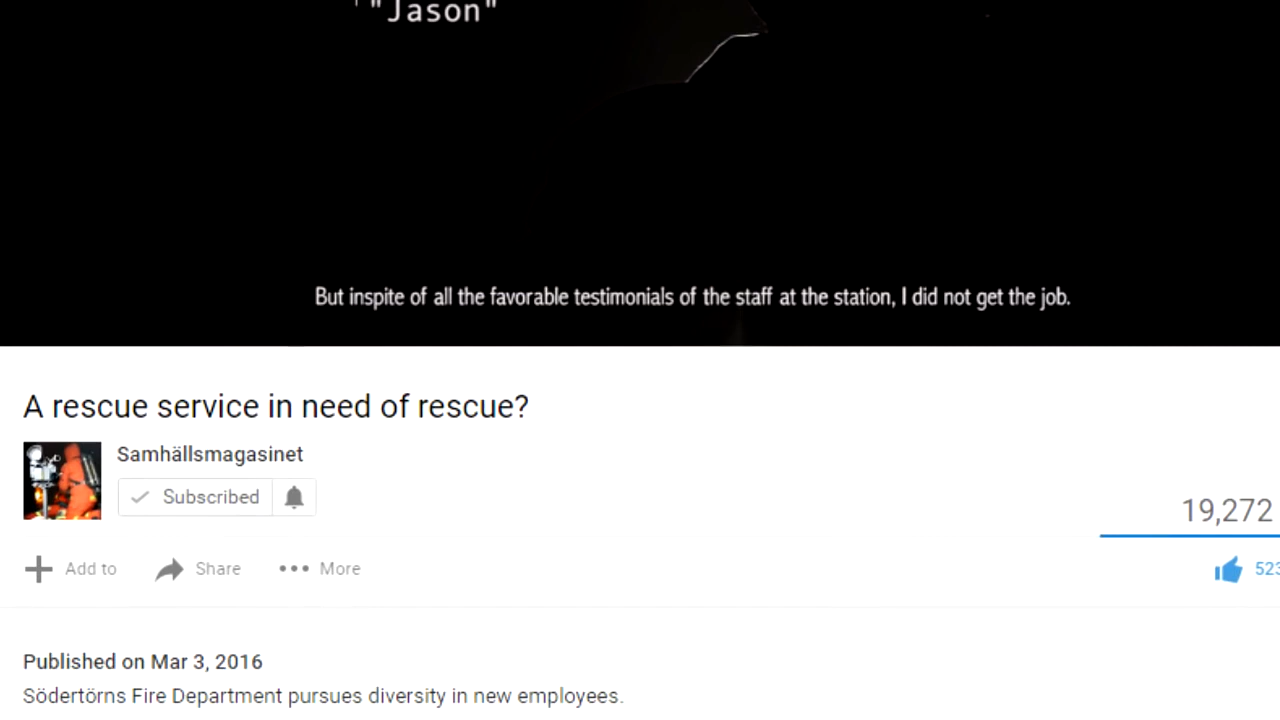 "Jason"
But inspite of all the favorable testimonials of the staff at the station, I did not get the job.
A rescue service in need of rescue?
Samhällsmagasinet
Subscribed
19,272
Add to
Share
More
523
Published on Mar 3, 2016
Södertörns Fire Department pursues diversity in new employees.